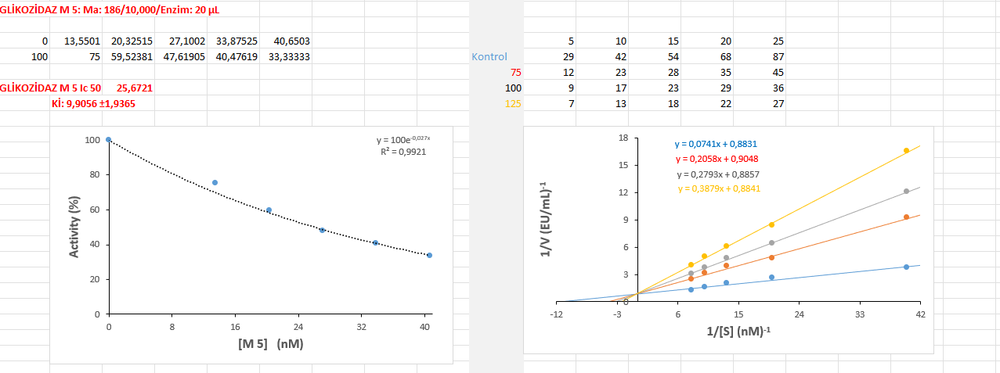 GLİKOZİDAZ M 5: Ma: 186/10,000/Enzim: 20 µL
0 13,5501 20,32515 27,1002 33,87525 40,6503
100 75 59,52381 47,61905 40,47619 33,33333
GLİKOZİDAZ M 5 Ic 50 25,6721
Kİ: 9,9056 ±1,9365
y = 100e-0,027x
R² = 0,9921
100
80
60
40
20
0
0 8 16 24 32 40
Activity (%)
[M 5] (nM)
5 10 15 20 25
Kontrol 29 42 54 68 87
75 12 23 28 35 45
100 9 17 23 29 36
125 7 13 18 22 27
y = 0,0741x + 0,8831
y = 0,2058x + 0,9048
y = 0,2793x + 0,8857
y = 0,3879x + 0,8841
18
15
12
9
6
3
0
-12 -3 6 15 24 33 42
1/V (EU/mL)-1
1/[S] (nM)-1